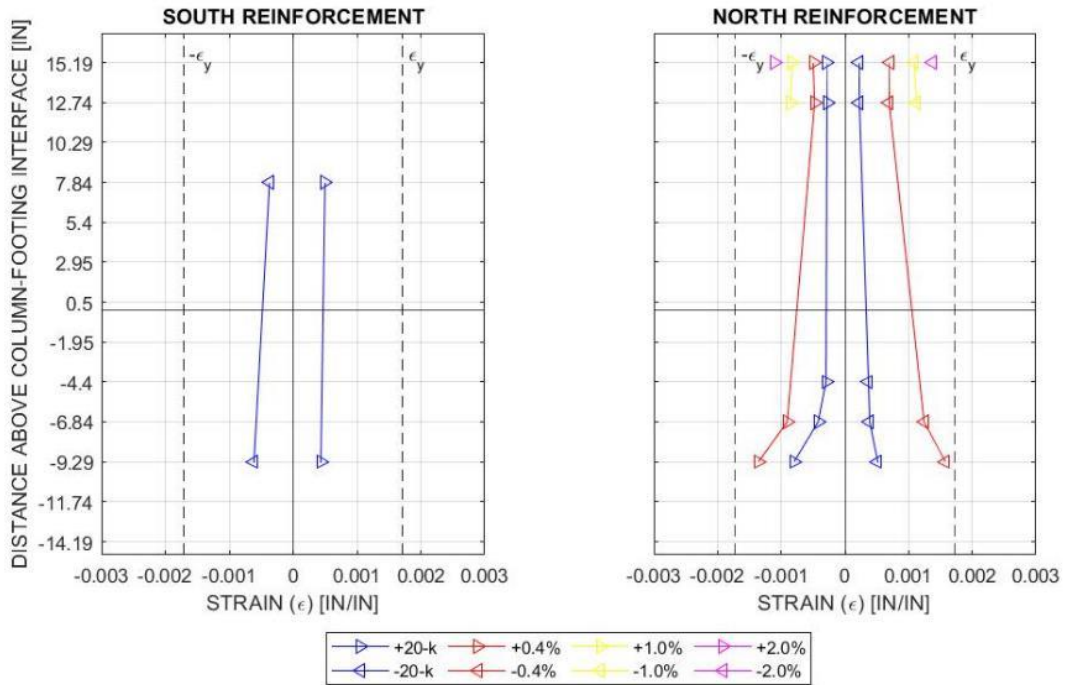 SOUTH REINFORCEMENT
NORTH REINFORCEMENT
DISTANCE ABOVE COLUMN-FOOTING INTERFACE [IN]
15.19
12.74
10.29
7.84
5.4
2.95
0.5
-1.95
-4.4
-6.84
-9.29
-11.74
-14.19
-ϵy
ϵy
-0.003 -0.002 -0.001 0 0.001 0.002 0.003
STRAIN (ϵ) [IN/IN]
15.19
12.74
10.29
7.84
5.4
2.95
0.5
-1.95
-4.4
-6.84
-9.29
-11.74
-14.19
-ϵy
ϵy
-0.003 -0.002 -0.001 0 0.001 0.002 0.003
STRAIN (ϵ) [IN/IN]
+20-k +0.4% +1.0% +2.0%
-20-k -0.4% -1.0% -2.0%